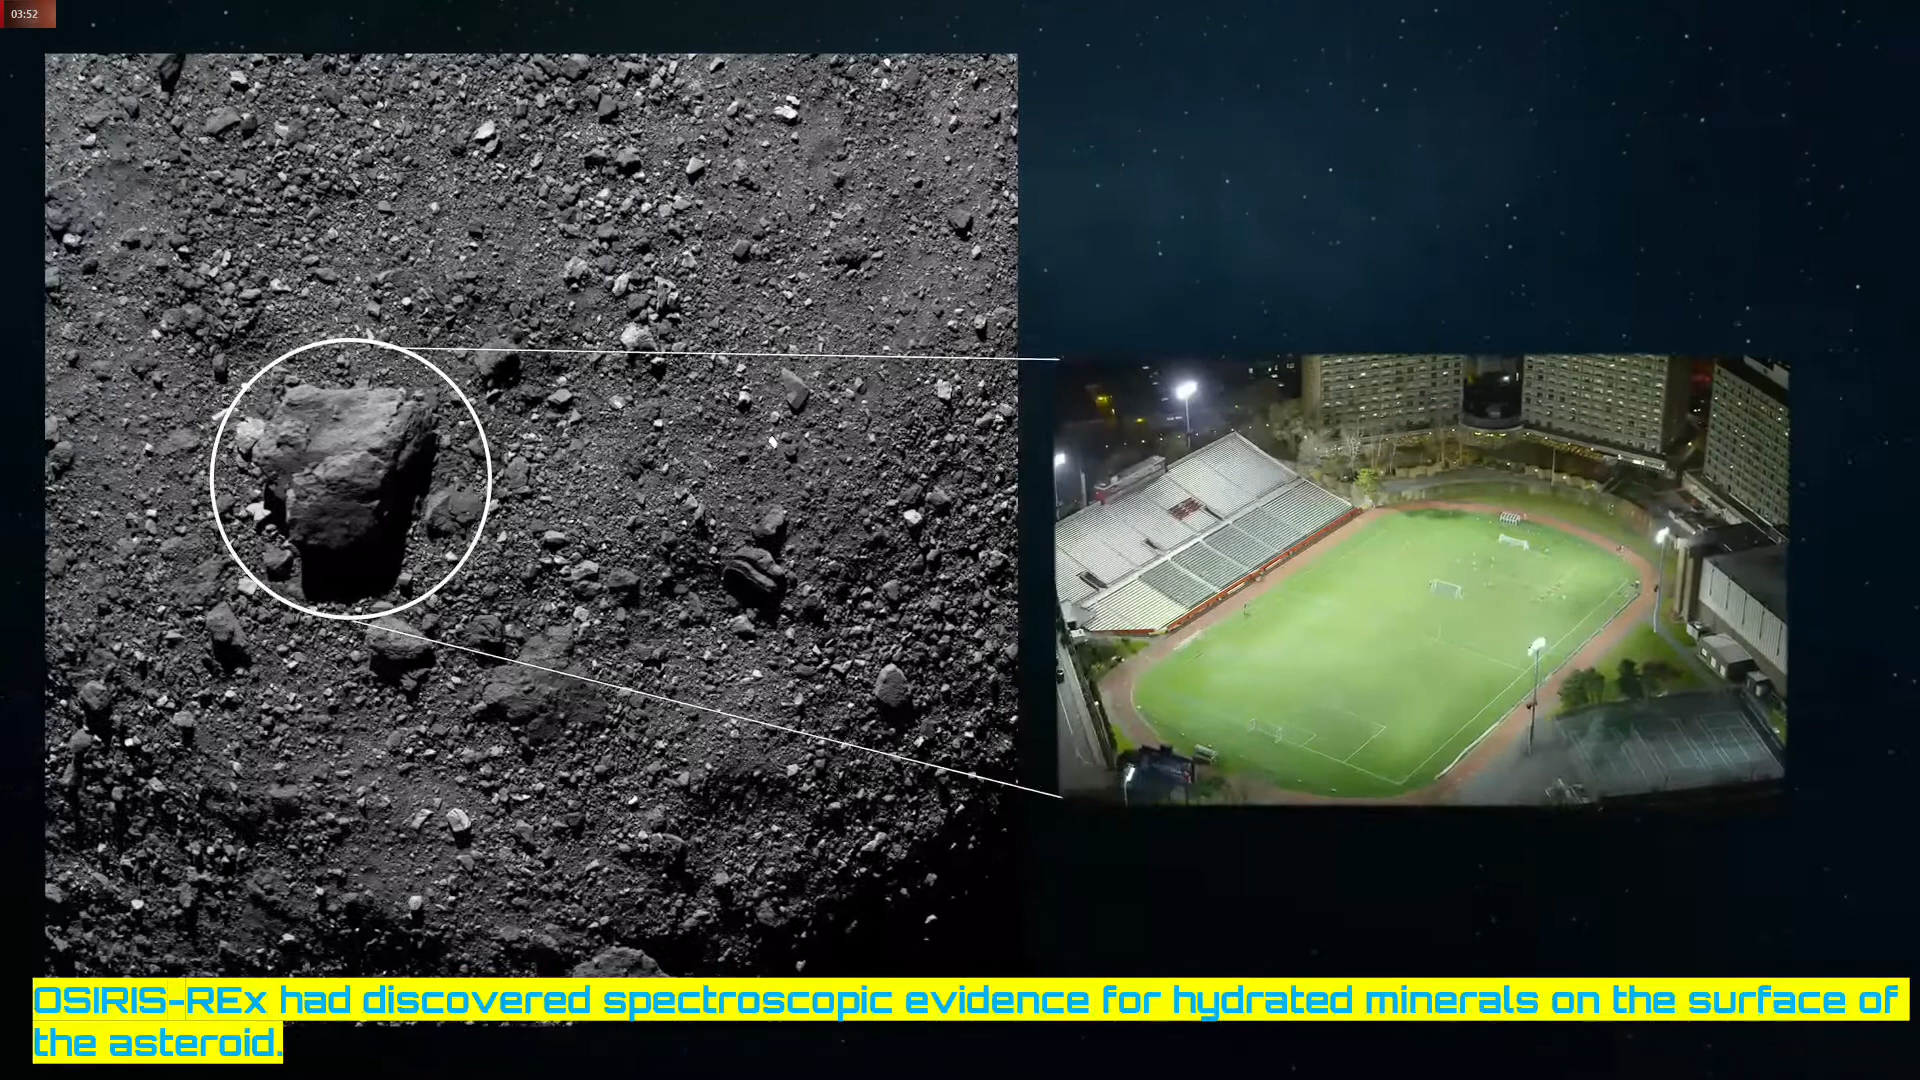 03:52
OSIRIS-REx had discovered spectroscopic evidence for hydrated minerals on the surface of
the asteroid.